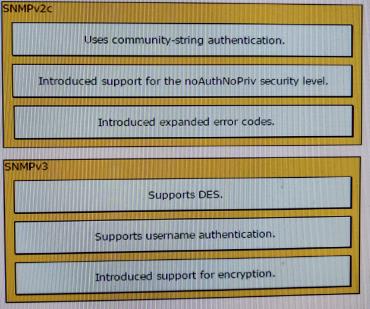 SNMPv2c
Uses community-string authentication.
Introduced support for the noAuthNoPriv security level.
Introduced expanded error codes.
SNMPv3
Supports DES.
Supports username authentication.
Introduced support for encryption.